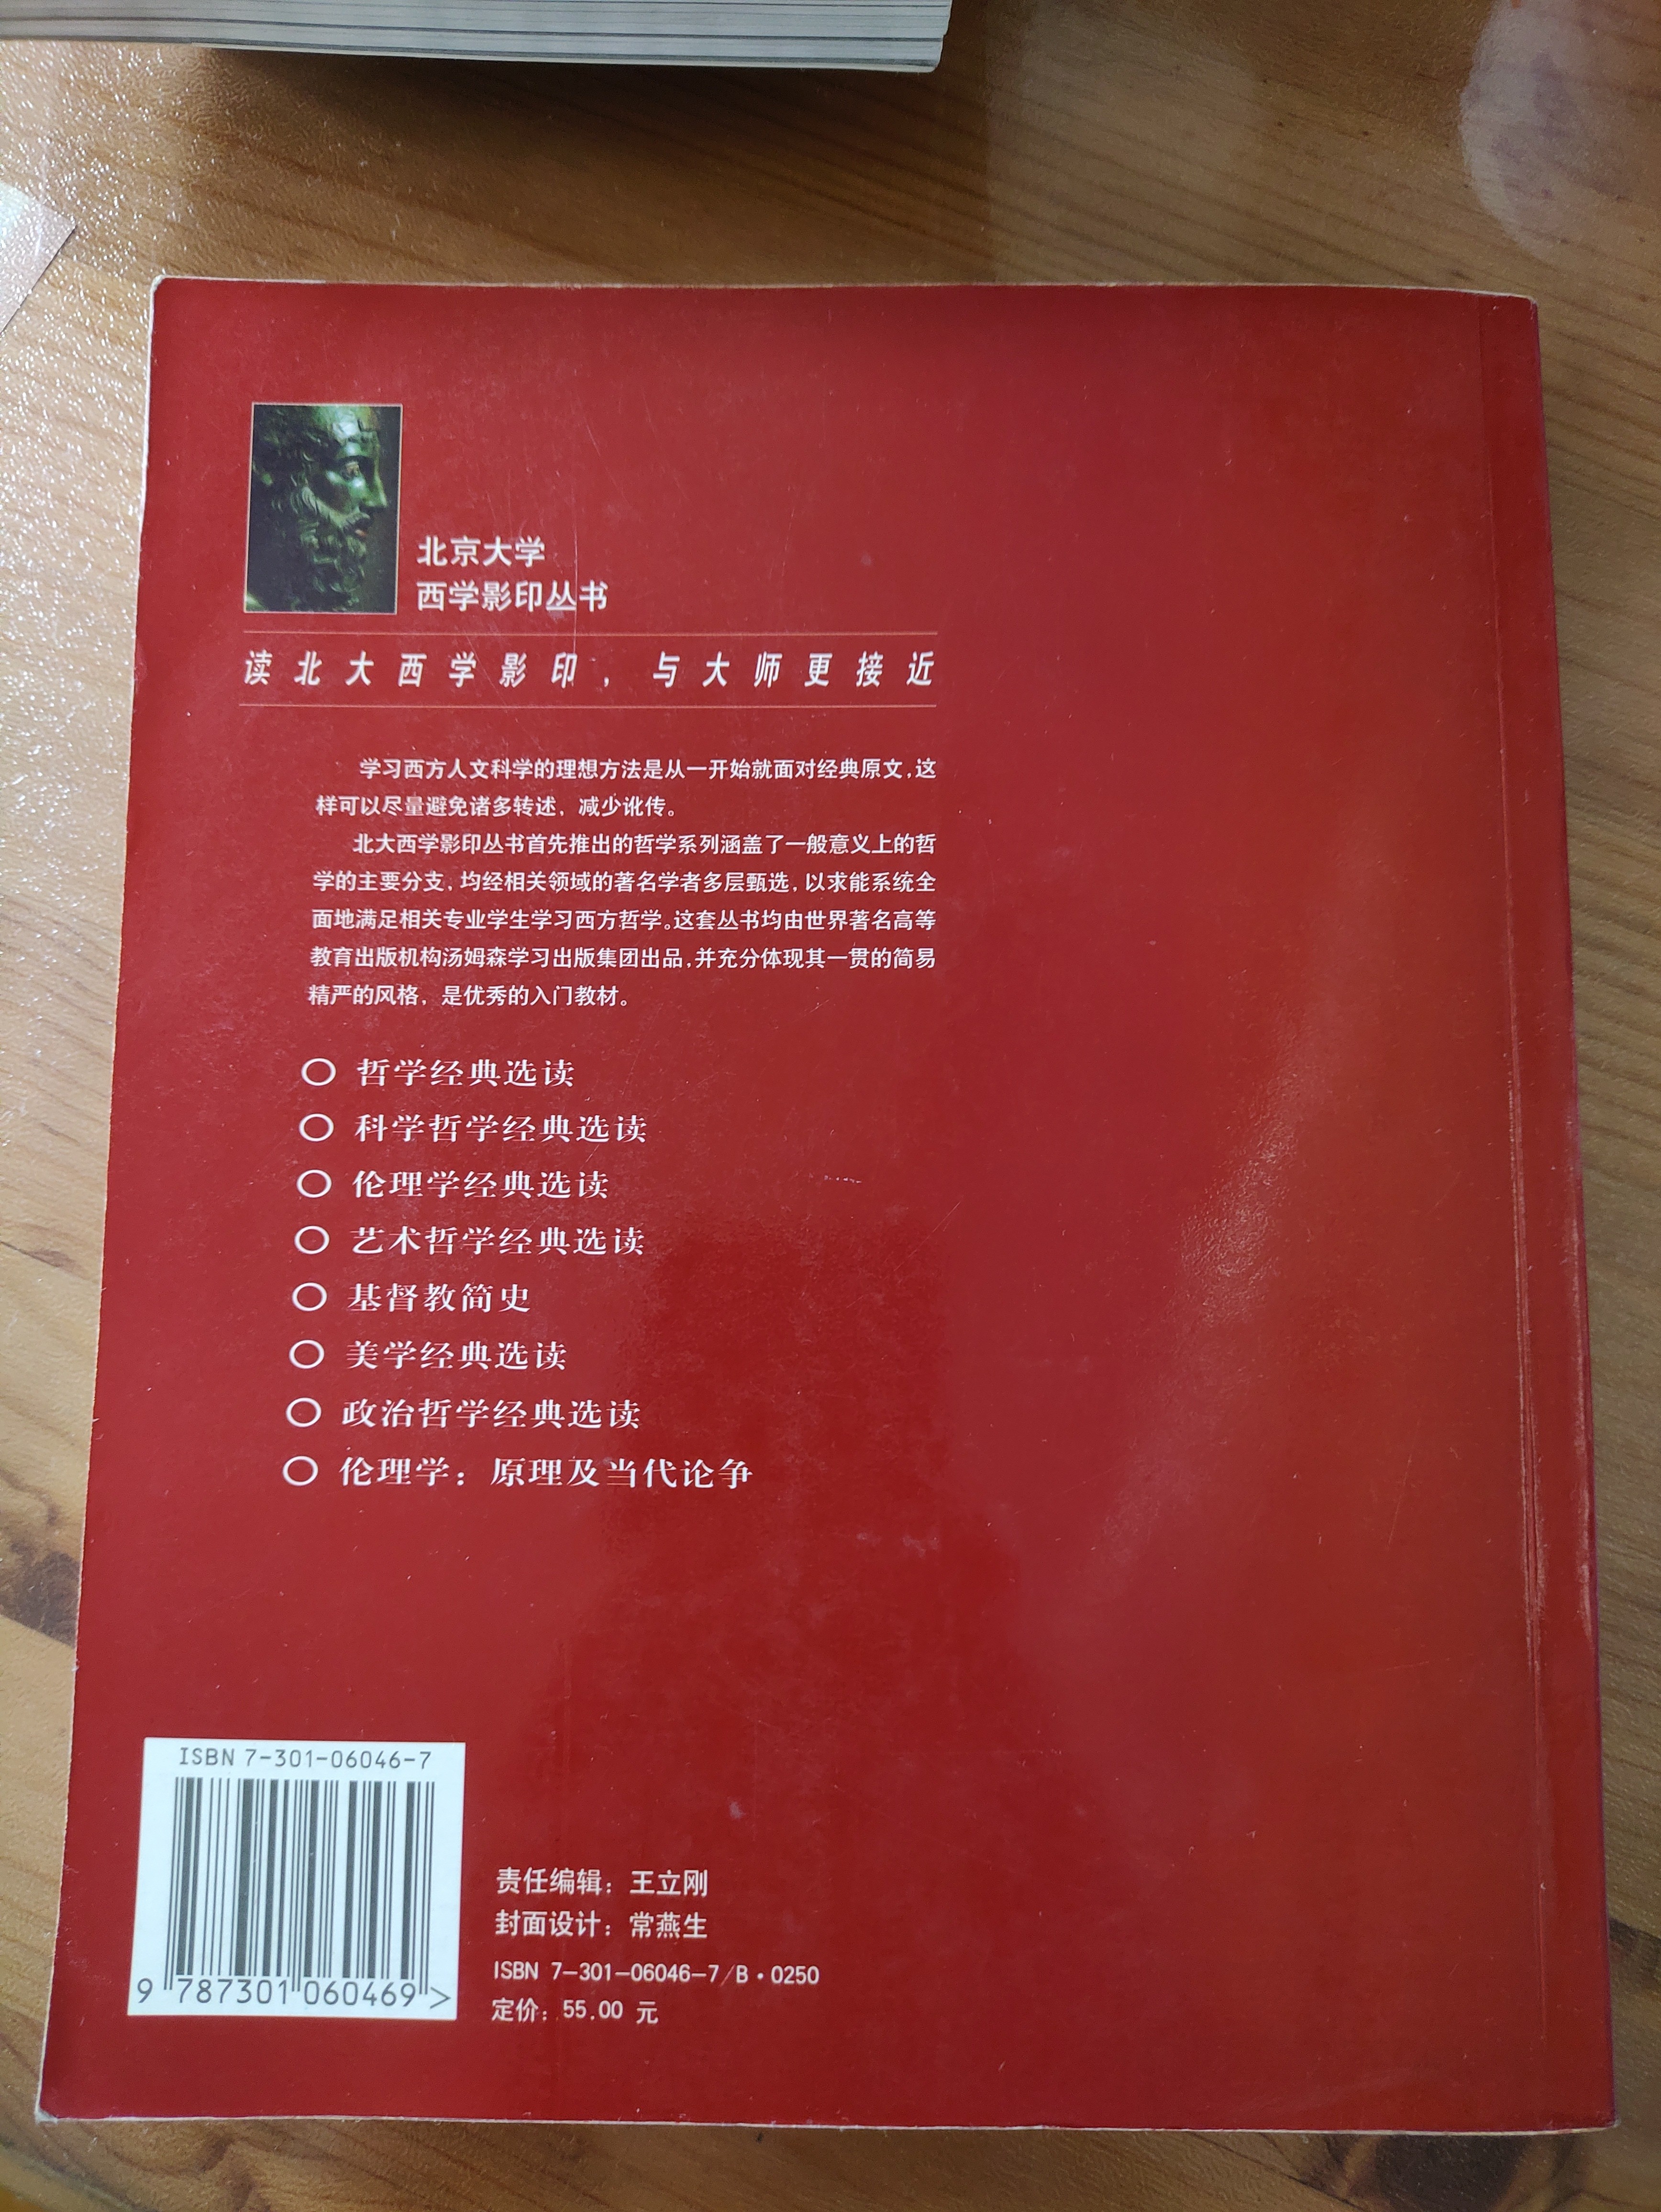 北京大学
西学影印丛书
读北大西学影印，与大师更接近
学习西方人文科学的理想方法是从一开始就面对经典原文，这
样可以尽量避免诸多转述，减少讹传。
北大西学影印丛书首先推出的哲学系列涵盖了一般意义上的哲
学的主要分支，均经相关领域的著名学者多层甄选，以求能系统全
面地满足相关专业学生学习西方哲学。这套丛书均由世界著名高等
教育出版机构汤姆森学习出版集团出品，并充分体现其一贯的简易
精严的风格，是优秀的入门教材。
○ 哲学经典选读
○ 科学哲学经典选读
○ 伦理学经典选读
○ 艺术哲学经典选读
○ 基督教简史
○ 美学经典选读
○ 政治哲学经典选读
○ 伦理学：原理及当代论争
ISBN 7-301-06046-7
9 787301 060469 >
责任编辑：王立刚
封面设计：常燕生
ISBN 7-301-06046-7/B·0250
定价：55.00 元